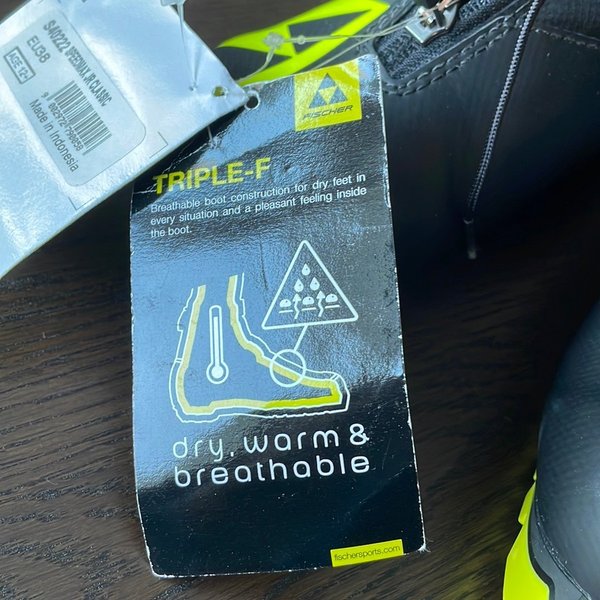 S40222 SPEEDMAX JR CLASSIC
EU38
AGE 12+
Made in Indonesia
FISCHER
TRIPLE-F
Breathable boot construction for dry feet in
every situation and a pleasant feeling inside
the boot.
dry, warm &
breathable
fischersports.com